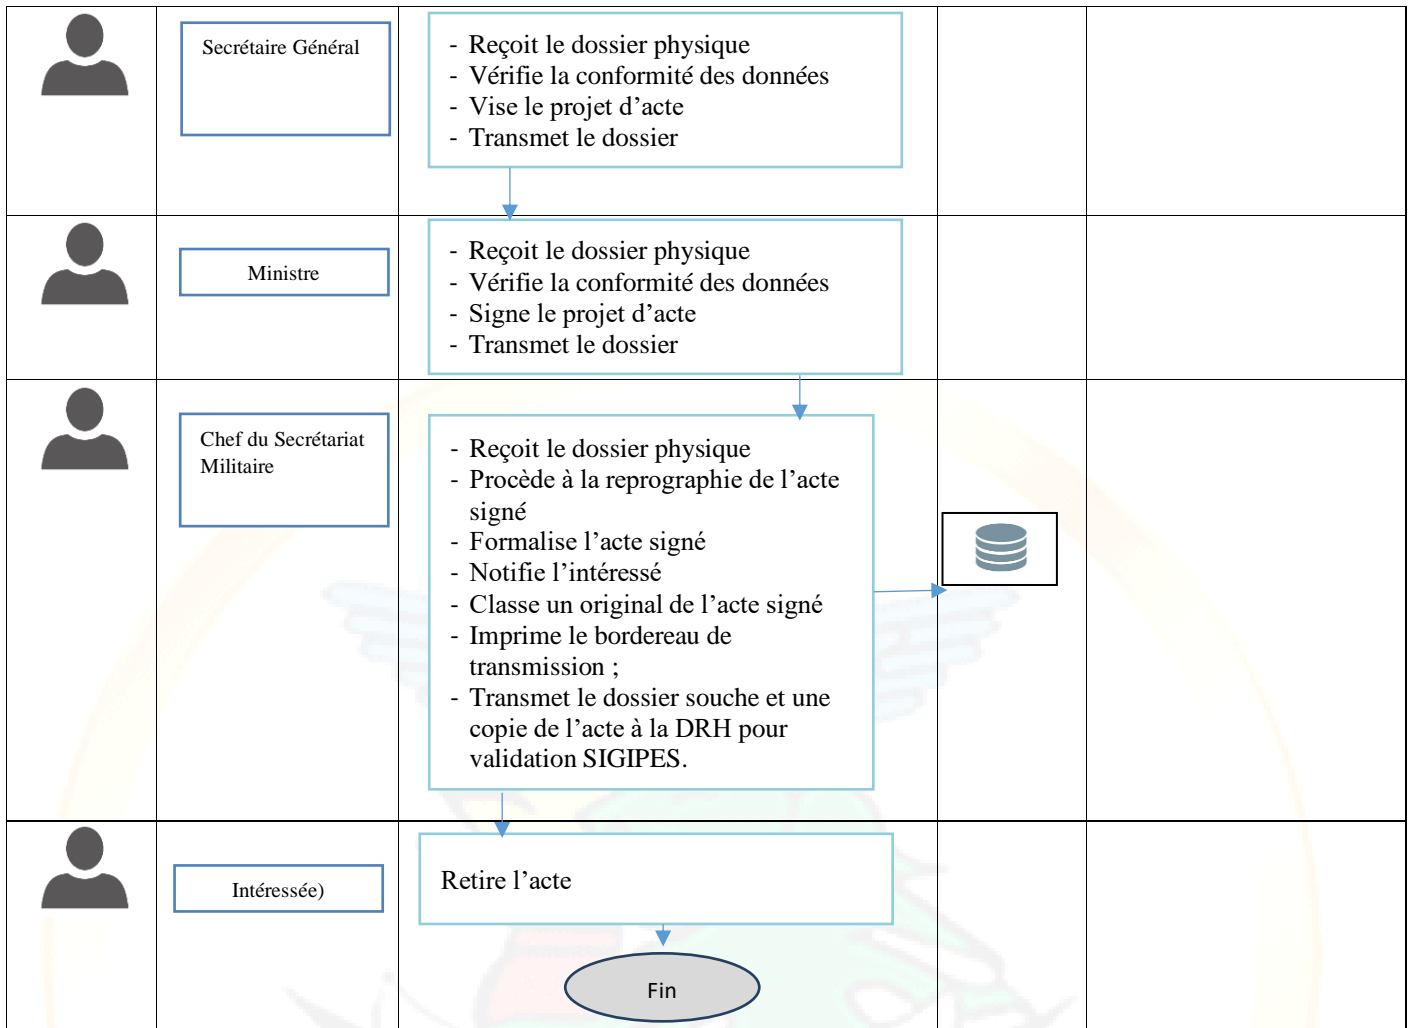 Secrétaire Général
- Reçoit le dossier physique
- Vérifie la conformité des données
- Vise le projet d’acte
- Transmet le dossier
Ministre
- Reçoit le dossier physique
- Vérifie la conformité des données
- Signe le projet d’acte
- Transmet le dossier
Chef du Secrétariat
Militaire
- Reçoit le dossier physique
- Procède à la reprographie de l’acte
signé
- Formalise l’acte signé
- Notifie l’intéressé
- Classe un original de l’acte signé
- Imprime le bordereau de
transmission ;
- Transmet le dossier souche et une
copie de l’acte à la DRH pour
validation SIGIPES.
Intéressée)
Retire l’acte
Fin